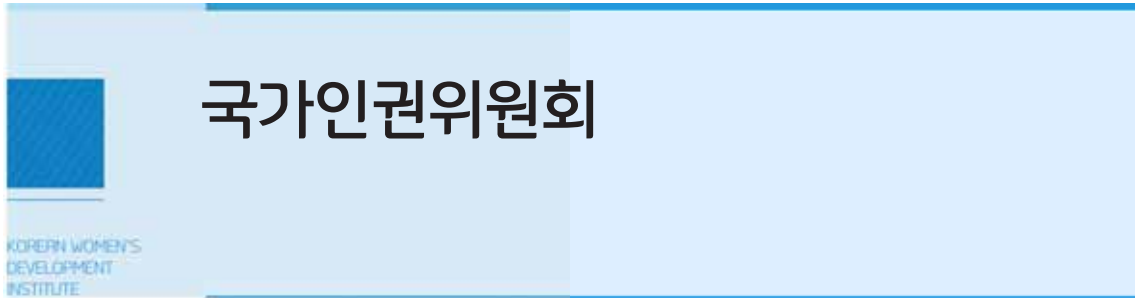 국가인권위원회
KOREAN WOMEN'S
DEVELOPMENT
INSTITUTE